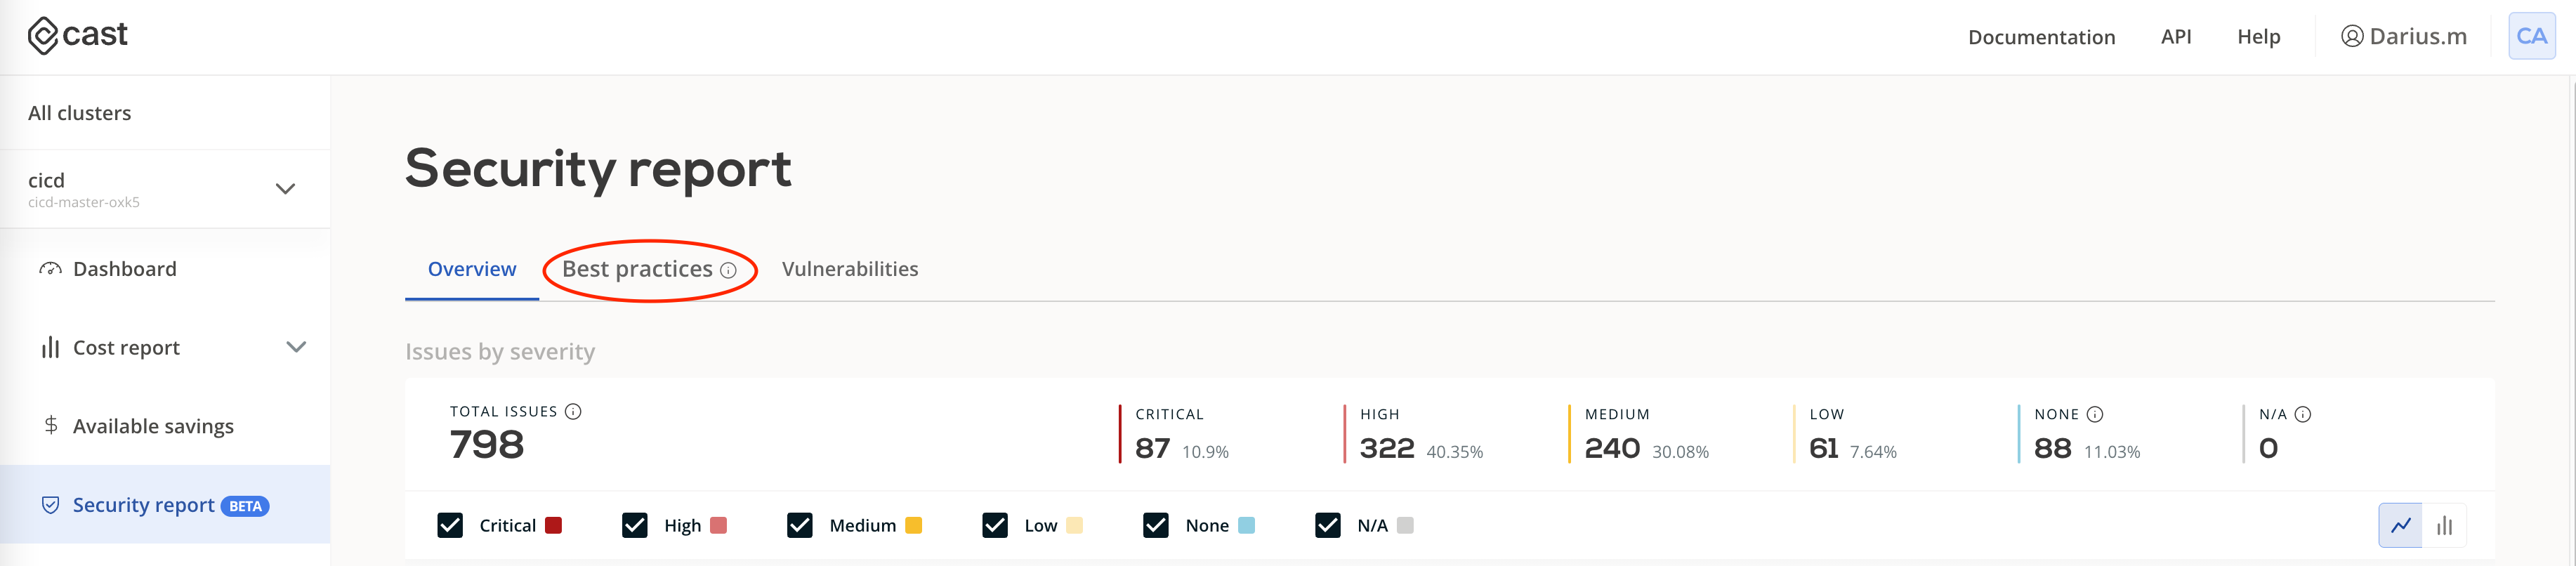 cast
Documentation API Help Darius.m CA
All clusters
cicd
cicd-master-oxk5
Dashboard
Cost report
Available savings
Security report BETA
Security report
Overview Best practices Vulnerabilities
Issues by severity
TOTAL ISSUES
798
CRITICAL
87 10.9%
HIGH
322 40.35%
MEDIUM
240 30.08%
LOW
61 7.64%
NONE
88 11.03%
N/A
0
Critical High Medium Low None N/A